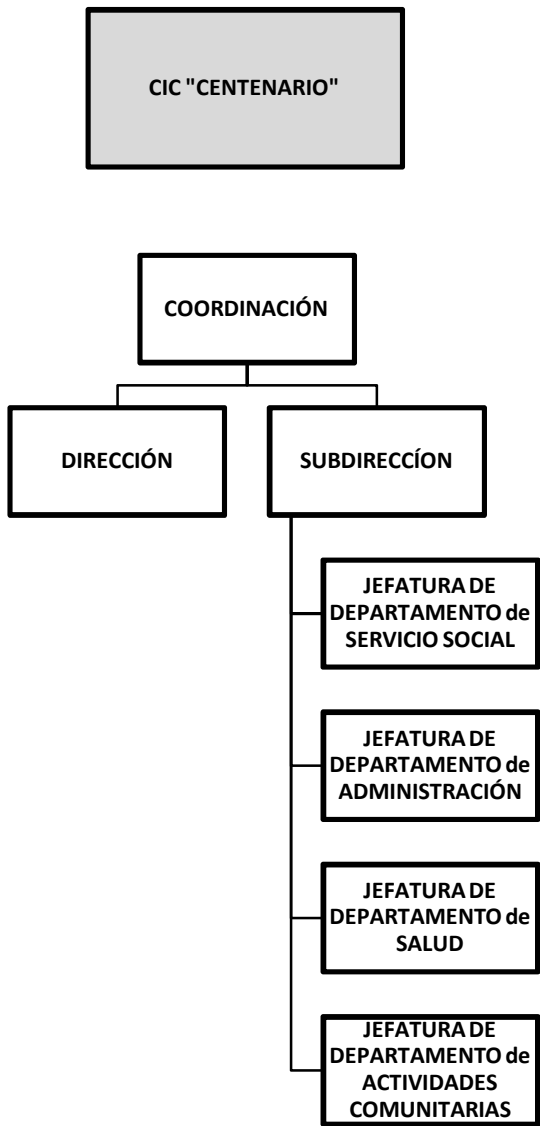 CIC "CENTENARIO"
COORDINACIÓN
DIRECCIÓN
SUBDIRECCÍON
JEFATURA DE
DEPARTAMENTO de
SERVICIO SOCIAL
JEFATURA DE
DEPARTAMENTO de
ADMINISTRACIÓN
JEFATURA DE
DEPARTAMENTO de
SALUD
JEFATURA DE
DEPARTAMENTO de
ACTIVIDADES
COMUNITARIAS